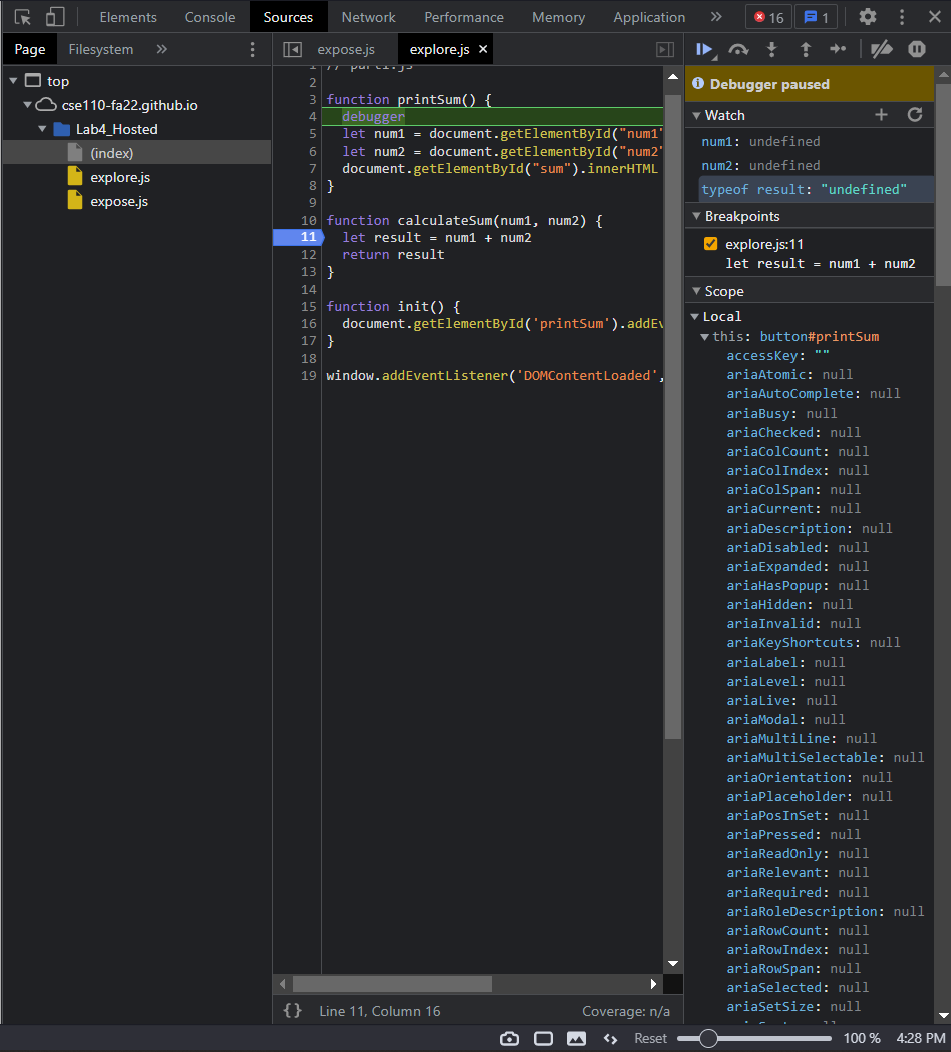 Elements Console Sources Network Performance Memory Application » 16 1
Page Filesystem »
expose.js explore.js ×
top
cse110-fa22.github.io
Lab4_Hosted
(index)
explore.js
expose.js
1 // part1.js
2
3 function printSum() {
4 debugger
5 let num1 = document.getElementById("num1"
6 let num2 = document.getElementById("num2"
7 document.getElementById("sum").innerHTML
8 }
9
10 function calculateSum(num1, num2) {
11 let result = num1 + num2
12 return result
13 }
14
15 function init() {
16 document.getElementById('printSum').addEv
17 }
18
19 window.addEventListener('DOMContentLoaded',
{} Line 11, Column 16 Coverage: n/a
Debugger paused
Watch
num1: undefined
num2: undefined
typeof result: "undefined"
Breakpoints
explore.js:11
let result = num1 + num2
Scope
Local
this: button#printSum
accessKey: ""
ariaAtomic: null
ariaAutoComplete: null
ariaBusy: null
ariaChecked: null
ariaColCount: null
ariaColIndex: null
ariaColSpan: null
ariaCurrent: null
ariaDescription: null
ariaDisabled: null
ariaExpanded: null
ariaHasPopup: null
ariaHidden: null
ariaInvalid: null
ariaKeyShortcuts: null
ariaLabel: null
ariaLevel: null
ariaLive: null
ariaModal: null
ariaMultiLine: null
ariaMultiSelectable: null
ariaOrientation: null
ariaPlaceholder: null
ariaPosInSet: null
ariaPressed: null
ariaReadOnly: null
ariaRelevant: null
ariaRequired: null
ariaRoleDescription: null
ariaRowCount: null
ariaRowIndex: null
ariaRowSpan: null
ariaSelected: null
ariaSetSize: null
Reset 100 % 4:28 PM